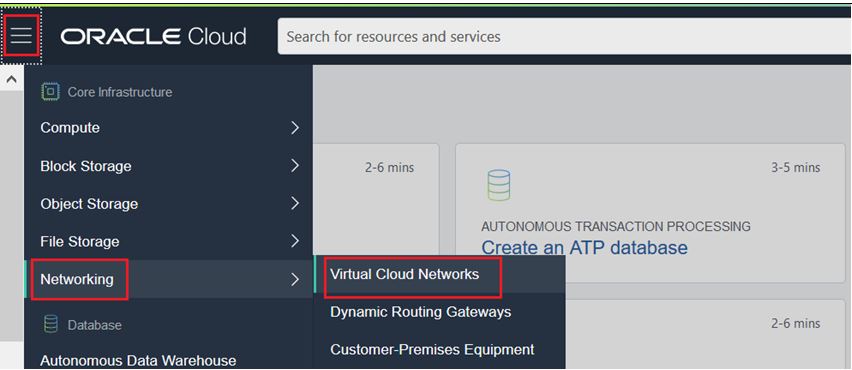 ORACLE Cloud
Search for resources and services
Core Infrastructure
Compute
Block Storage
Object Storage
File Storage
Networking
Database
Autonomous Data Warehouse
Virtual Cloud Networks
Dynamic Routing Gateways
Customer-Premises Equipment
2-6 mins
3-5 mins
AUTONOMOUS TRANSACTION PROCESSING
Create an ATP database
2-6 mins